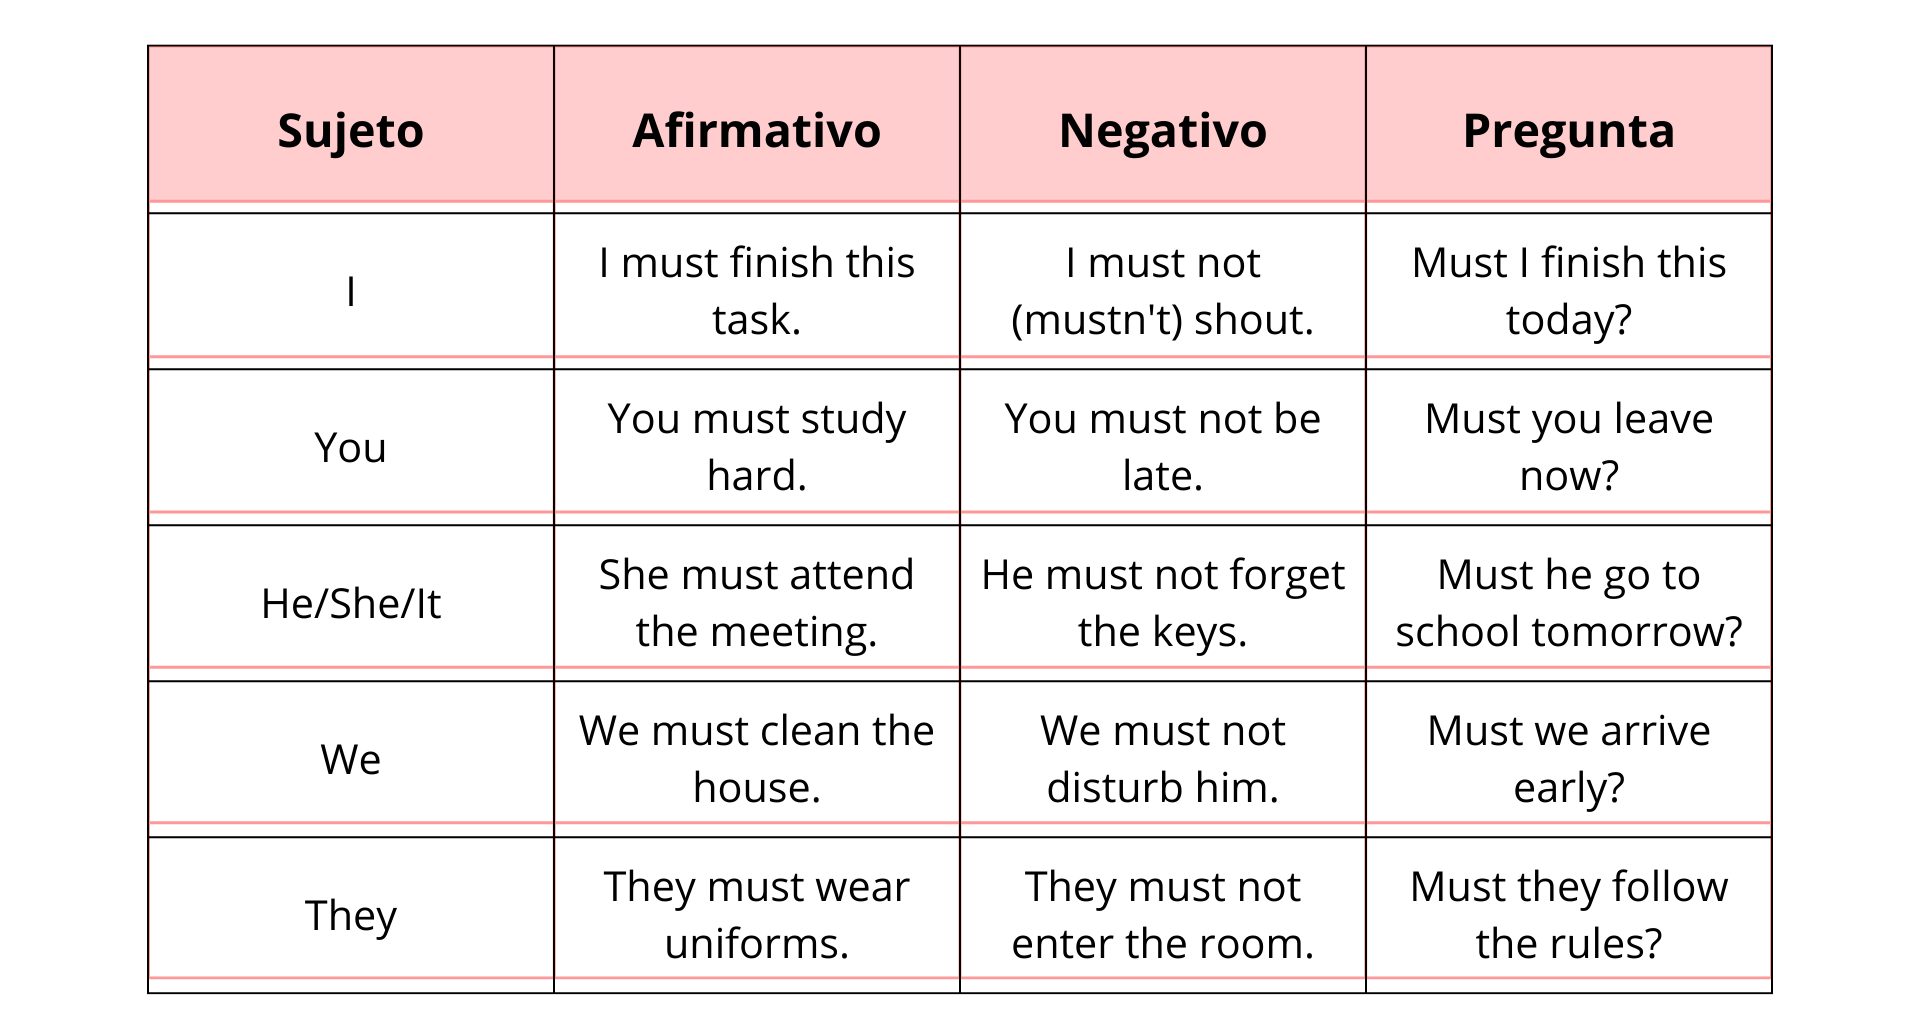 Sujeto
Afirmativo
Negativo
Pregunta
I
I must finish this
task.
I must not
(mustn't) shout.
Must I finish this
today?
You
You must study
hard.
You must not be
late.
Must you leave
now?
He/She/It
She must attend
the meeting.
He must not forget
the keys.
Must he go to
school tomorrow?
We
We must clean the
house.
We must not
disturb him.
Must we arrive
early?
They
They must wear
uniforms.
They must not
enter the room.
Must they follow
the rules?